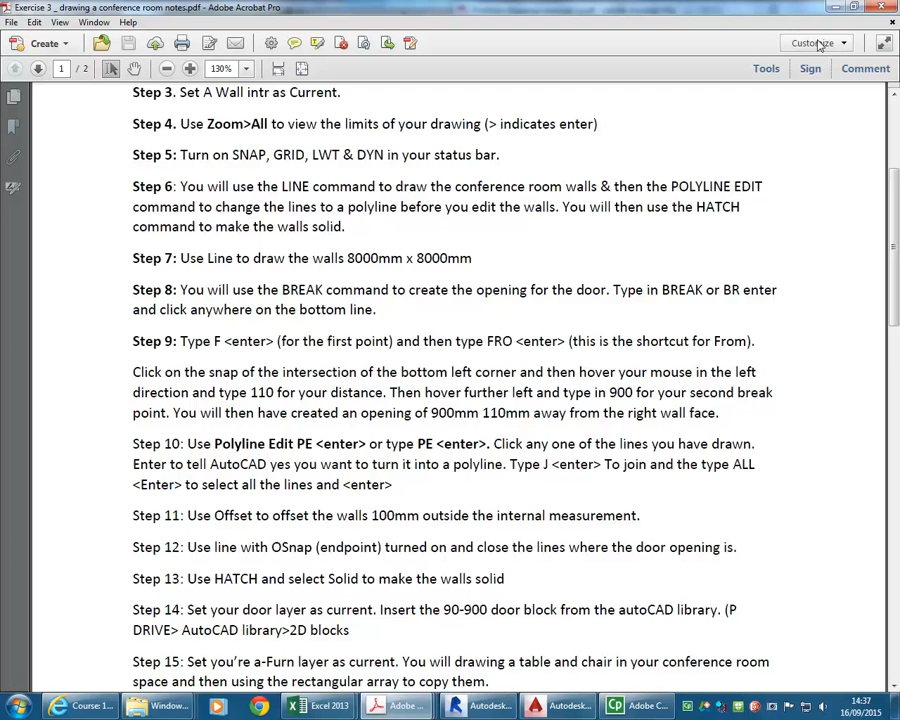 Exercise 3 _ drawing a conference room notes.pdf - Adobe Acrobat Pro
File Edit View Window Help
Create Customize
1 / 2 130% Tools Sign Comment
Step 3. Set A Wall intr as Current.
Step 4. Use Zoom>All to view the limits of your drawing (> indicates enter)
Step 5: Turn on SNAP, GRID, LWT & DYN in your status bar.
Step 6: You will use the LINE command to draw the conference room walls & then the POLYLINE EDIT
command to change the lines to a polyline before you edit the walls. You will then use the HATCH
command to make the walls solid.
Step 7: Use Line to draw the walls 8000mm x 8000mm
Step 8: You will use the BREAK command to create the opening for the door. Type in BREAK or BR enter
and click anywhere on the bottom line.
Step 9: Type F <enter> (for the first point) and then type FRO <enter> (this is the shortcut for From).
Click on the snap of the intersection of the bottom left corner and then hover your mouse in the left
direction and type 110 for your distance. Then hover further left and type in 900 for your second break
point. You will then have created an opening of 900mm 110mm away from the right wall face.
Step 10: Use Polyline Edit PE <enter> or type PE <enter>. Click any one of the lines you have drawn.
Enter to tell AutoCAD yes you want to turn it into a polyline. Type J <enter> To join and the type ALL
<Enter> to select all the lines and <enter>
Step 11: Use Offset to offset the walls 100mm outside the internal measurement.
Step 12: Use line with OSnap (endpoint) turned on and close the lines where the door opening is.
Step 13: Use HATCH and select Solid to make the walls solid
Step 14: Set your door layer as current. Insert the 90-900 door block from the autoCAD library. (P
DRIVE> AutoCAD library>2D blocks
Step 15: Set you're a-Furn layer as current. You will drawing a table and chair in your conference room
space and then using the rectangular array to copy them.
Course 1... Window... Excel 2013 Adobe ... Autodesk... Autodesk... Adobe C...
14:37
16/09/2015